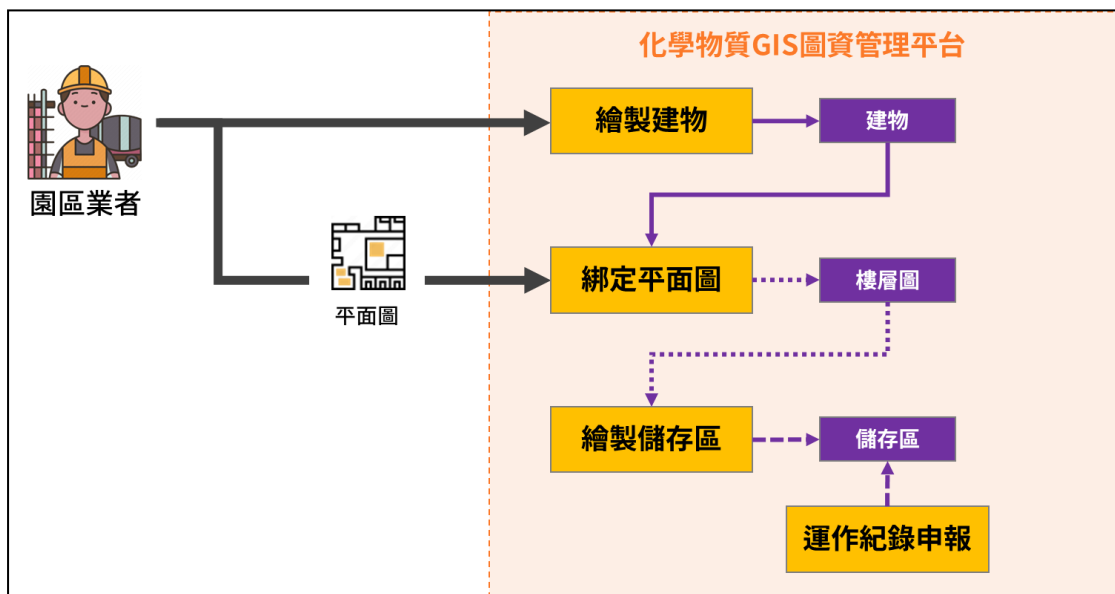 化學物質GIS圖資管理平台
園區業者
繪製建物
建物
平面圖
綁定平面圖
樓層圖
繪製儲存區
儲存區
運作紀錄申報